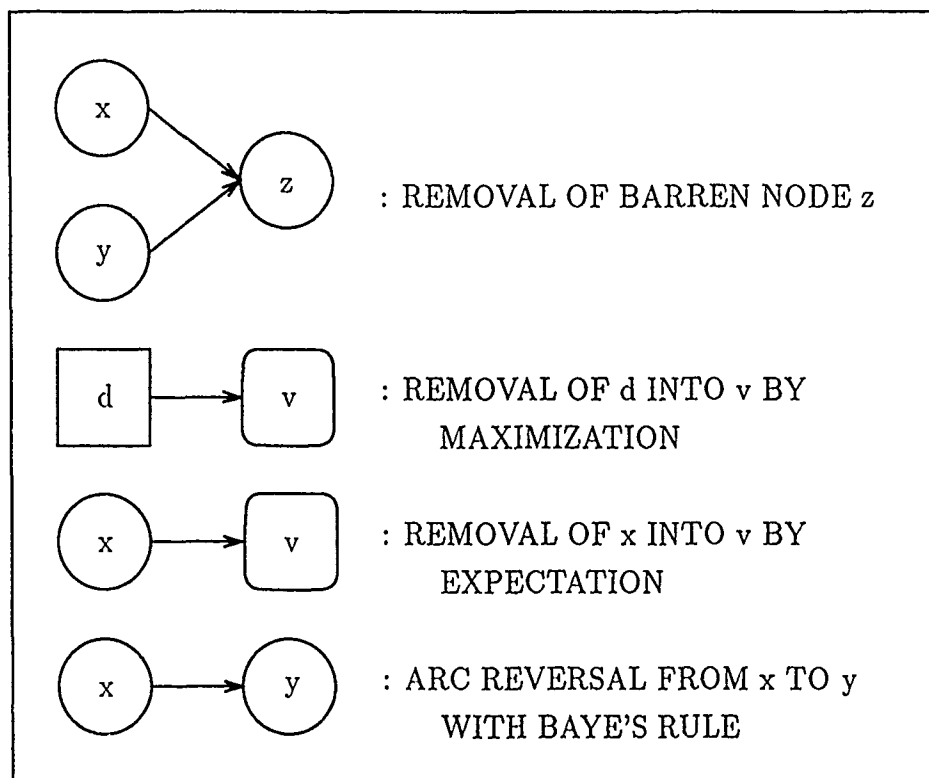 x
z
: REMOVAL OF BARREN NODE z
y
d
v
: REMOVAL OF d INTO v BY
MAXIMIZATION
x
v
: REMOVAL OF x INTO v BY
EXPECTATION
x
y
: ARC REVERSAL FROM x TO y
WITH BAYE'S RULE